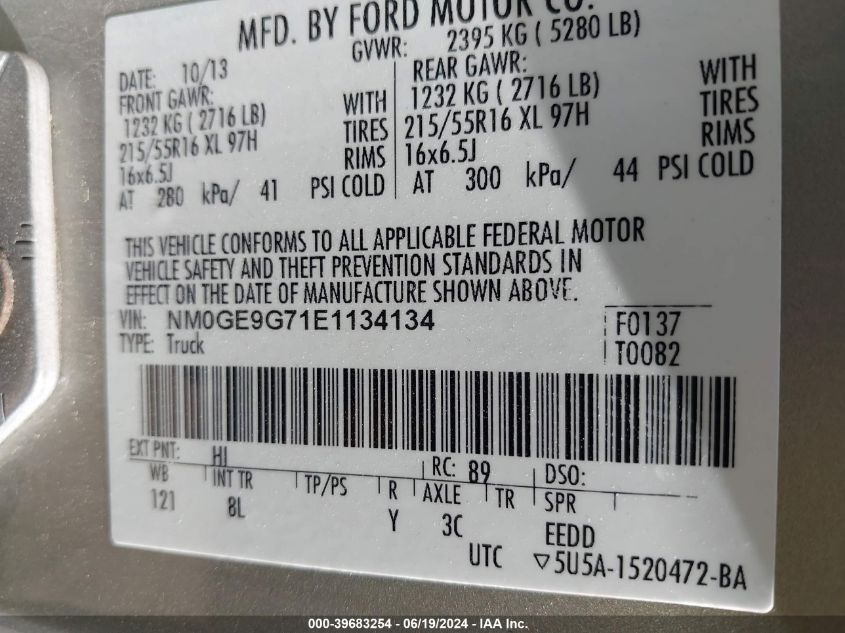 MFD. BY FORD MOTOR CO.
GVWR: 2395 KG ( 5280 LB)
DATE: 10/13
FRONT GAWR:
1232 KG ( 2716 LB) WITH
215/55R16 XL 97H TIRES
16x6.5J RIMS
AT 280 kPa/ 41 PSI COLD
REAR GAWR:
1232 KG ( 2716 LB) WITH
215/55R16 XL 97H TIRES
16x6.5J RIMS
AT 300 kPa/ 44 PSI COLD
THIS VEHICLE CONFORMS TO ALL APPLICABLE FEDERAL MOTOR
VEHICLE SAFETY AND THEFT PREVENTION STANDARDS IN
EFFECT ON THE DATE OF MANUFACTURE SHOWN ABOVE.
VIN: NM0GE9G71E1134134 F0137
TYPE: Truck T0082
EXT PNT: HJ RC: 89 DSO:
WB INT TR TP/PS R AXLE TR SPR
121 8L Y 3C EEDD
UTC ▽5U5A-1520472-BA
000-39683254 - 06/19/2024 - IAA Inc.